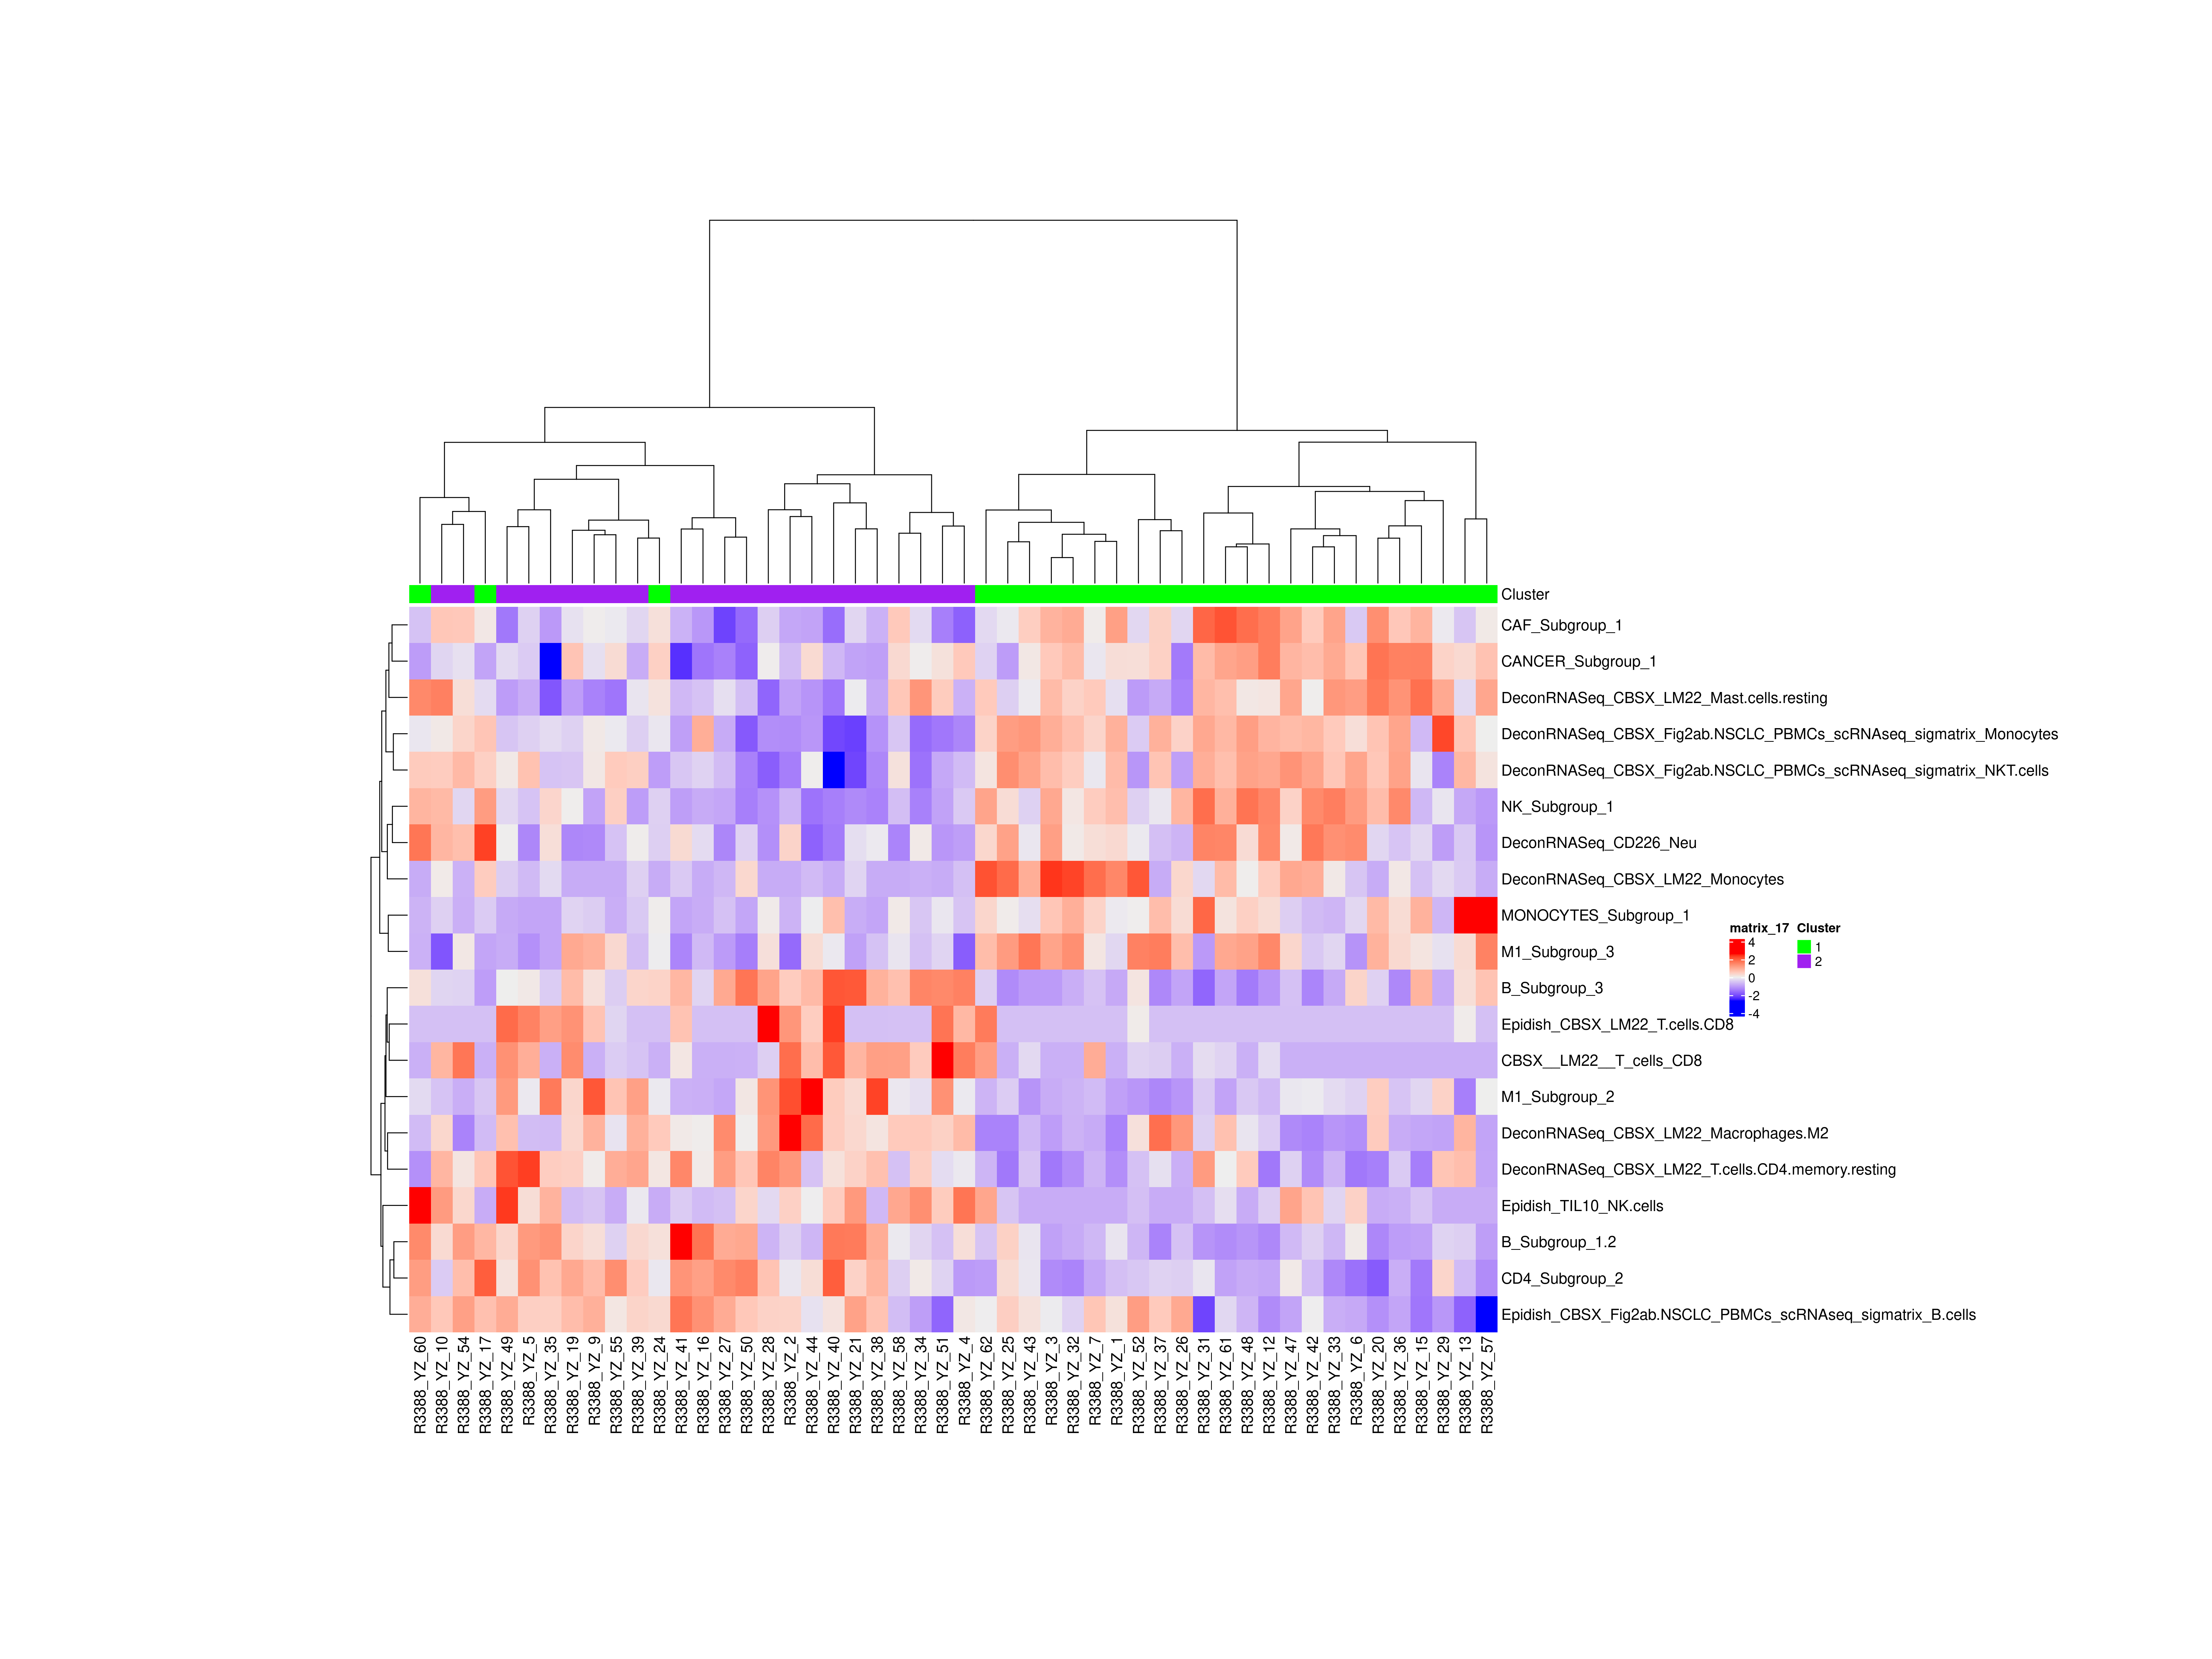 Cluster
CAF_Subgroup_1
CANCER_Subgroup_1
DeconRNASeq_CBSX_LM22_Mast.cells.resting
DeconRNASeq_CBSX_Fig2ab.NSCLC_PBMCs_scRNAseq_sigmatrix_Monocytes
DeconRNASeq_CBSX_Fig2ab.NSCLC_PBMCs_scRNAseq_sigmatrix_NKT.cells
NK_Subgroup_1
DeconRNASeq_CD226_Neu
DeconRNASeq_CBSX_LM22_Monocytes
MONOCYTES_Subgroup_1
M1_Subgroup_3
B_Subgroup_3
Epidish_CBSX_LM22_T.cells.CD8
CBSX__LM22__T_cells_CD8
M1_Subgroup_2
DeconRNASeq_CBSX_LM22_Macrophages.M2
DeconRNASeq_CBSX_LM22_T.cells.CD4.memory.resting
Epidish_TIL10_NK.cells
B_Subgroup_1.2
CD4_Subgroup_2
Epidish_CBSX_Fig2ab.NSCLC_PBMCs_scRNAseq_sigmatrix_B.cells
matrix_17
4
2
0
-2
-4
Cluster
1
2
R3388_YZ_60
R3388_YZ_10
R3388_YZ_54
R3388_YZ_17
R3388_YZ_49
R3388_YZ_5
R3388_YZ_35
R3388_YZ_19
R3388_YZ_9
R3388_YZ_55
R3388_YZ_39
R3388_YZ_24
R3388_YZ_41
R3388_YZ_16
R3388_YZ_27
R3388_YZ_50
R3388_YZ_28
R3388_YZ_2
R3388_YZ_44
R3388_YZ_40
R3388_YZ_21
R3388_YZ_38
R3388_YZ_58
R3388_YZ_34
R3388_YZ_51
R3388_YZ_4
R3388_YZ_62
R3388_YZ_25
R3388_YZ_43
R3388_YZ_3
R3388_YZ_32
R3388_YZ_7
R3388_YZ_1
R3388_YZ_52
R3388_YZ_37
R3388_YZ_26
R3388_YZ_31
R3388_YZ_61
R3388_YZ_48
R3388_YZ_12
R3388_YZ_47
R3388_YZ_42
R3388_YZ_33
R3388_YZ_6
R3388_YZ_20
R3388_YZ_36
R3388_YZ_15
R3388_YZ_29
R3388_YZ_13
R3388_YZ_57